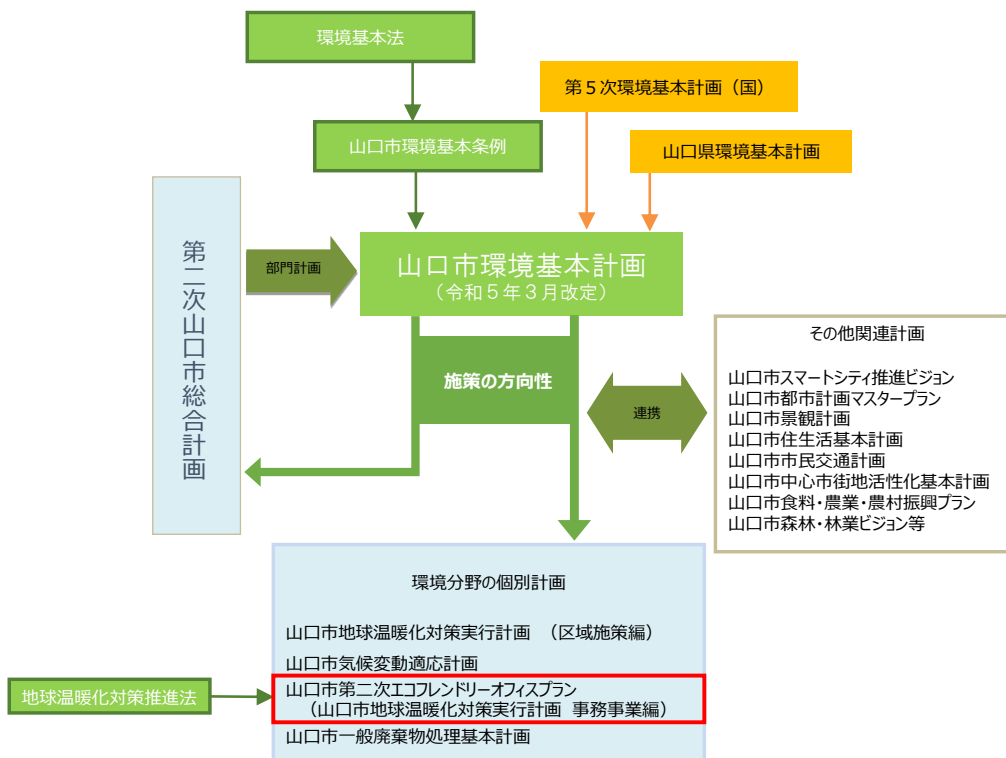 環境基本法
第５次環境基本計画（国）
山口市環境基本条例
山口県環境基本計画
第二次山口市総合計画
部門計画
山口市環境基本計画
（令和５年３月改定）
施策の方向性
連携
その他関連計画
山口市スマートシティ推進ビジョン
山口市都市計画マスタープラン
山口市景観計画
山口市住生活基本計画
山口市市民交通計画
山口市中心市街地活性化基本計画
山口市食料・農業・農村振興プラン
山口市森林・林業ビジョン等
環境分野の個別計画
山口市地球温暖化対策実行計画　（区域施策編）
山口市気候変動適応計画
地球温暖化対策推進法
山口市第二次エコフレンドリーオフィスプラン
（山口市地球温暖化対策実行計画 事務事業編）
山口市一般廃棄物処理基本計画